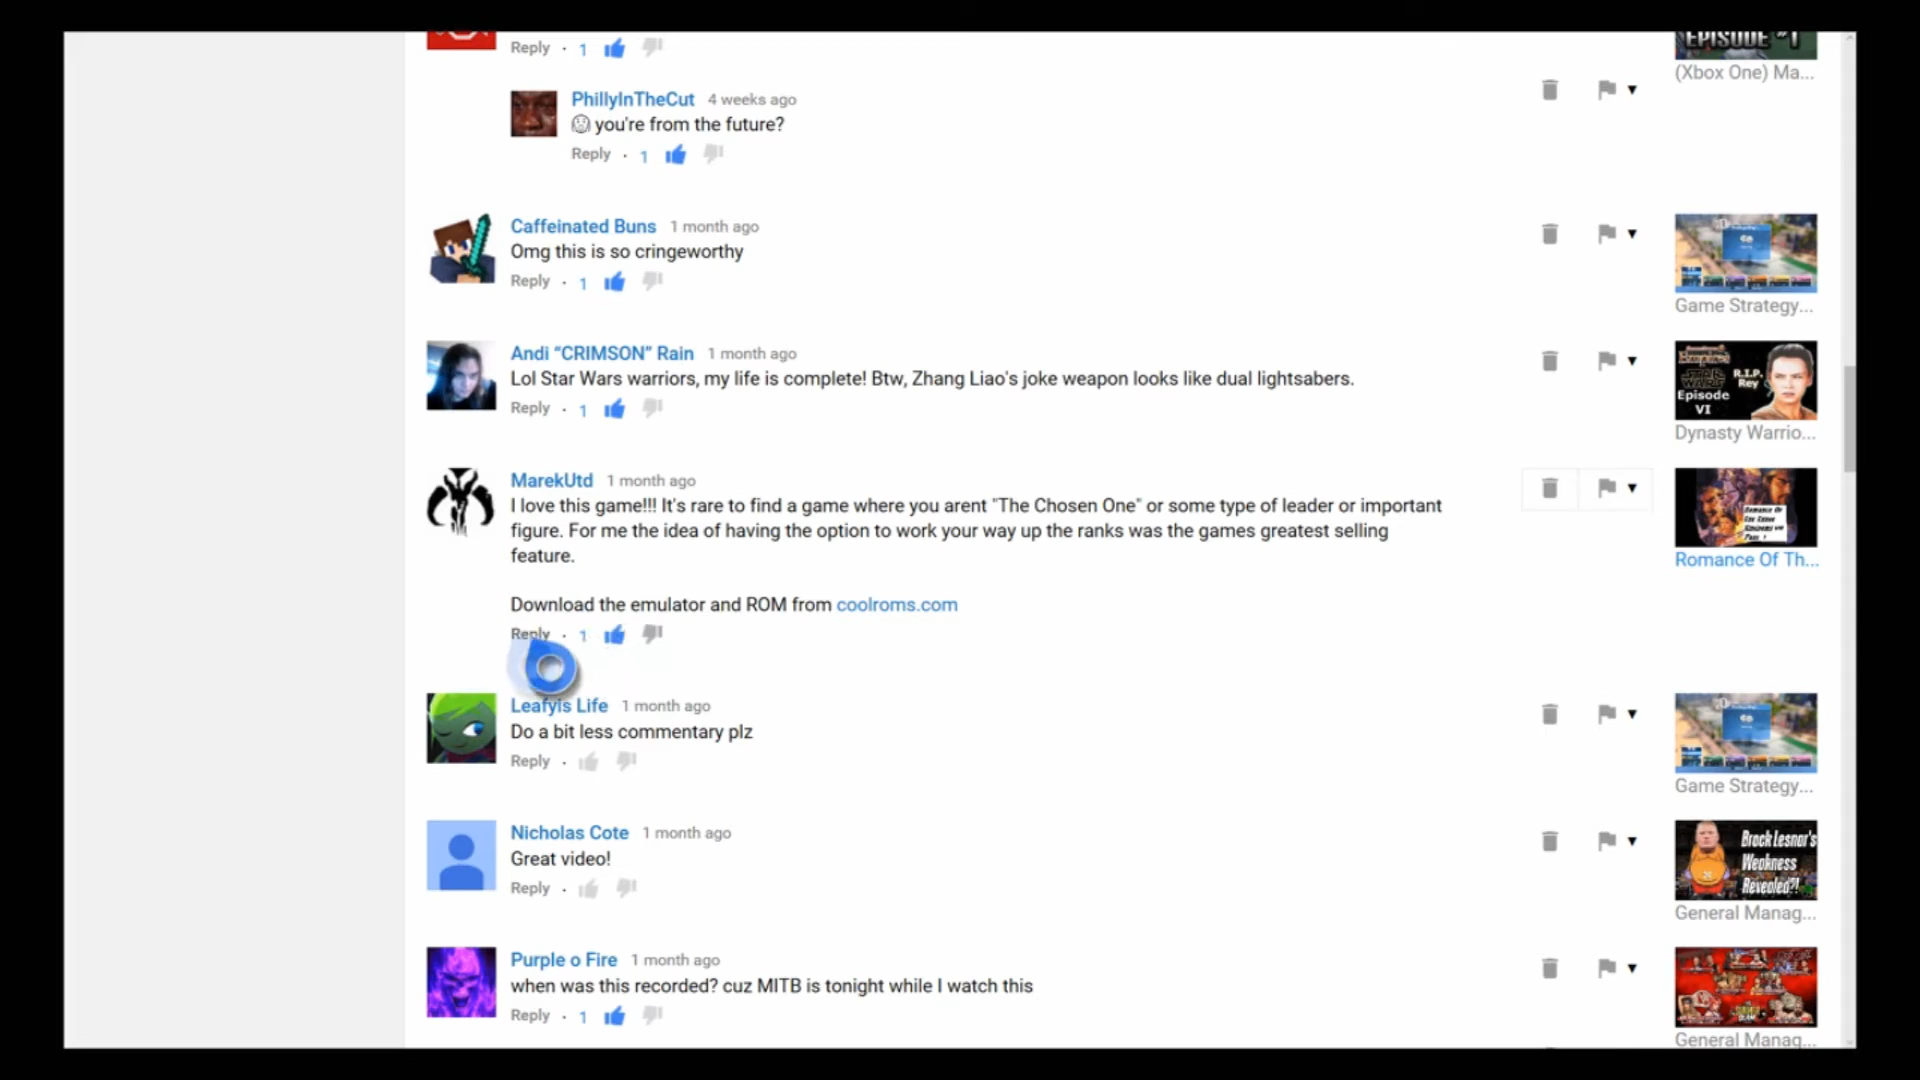 EPISODE #1
Reply · 1
(Xbox One) Ma...
PhillyInTheCut 4 weeks ago
you're from the future?
Reply · 1
Caffeinated Buns 1 month ago
Omg this is so cringeworthy
Reply · 1
Game Strategy...
Andi “CRIMSON” Rain 1 month ago
Lol Star Wars warriors, my life is complete! Btw, Zhang Liao's joke weapon looks like dual lightsabers.
Reply · 1
STAR WARS
Episode VI
R.I.P. Rey
Dynasty Warrio...
MarekUtd 1 month ago
I love this game!!! It's rare to find a game where you arent "The Chosen One" or some type of leader or important
figure. For me the idea of having the option to work your way up the ranks was the games greatest selling
feature.
Download the emulator and ROM from coolroms.com
Reply · 1
Romance Of Th...
Leafyis Life 1 month ago
Do a bit less commentary plz
Reply ·
Game Strategy...
Nicholas Cote 1 month ago
Great video!
Reply ·
Brock Lesnar's
Weakness
Revealed?!
General Manag...
Purple o Fire 1 month ago
when was this recorded? cuz MITB is tonight while I watch this
Reply · 1
General Manag...